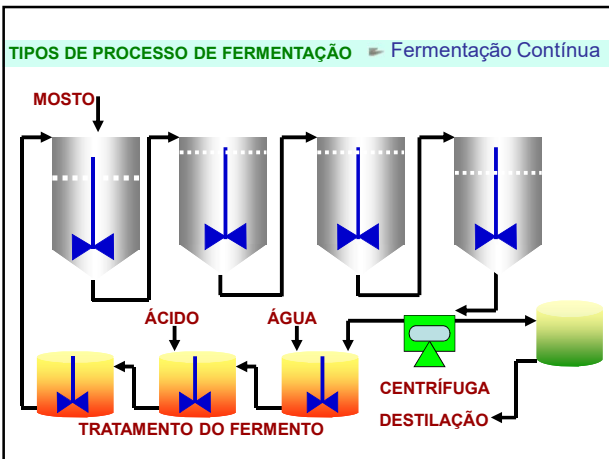 TIPOS DE PROCESSO DE FERMENTAÇÃO Fermentação Contínua
MOSTO
ÁCIDO
ÁGUA
CENTRÍFUGA
DESTILAÇÃO
TRATAMENTO DO FERMENTO